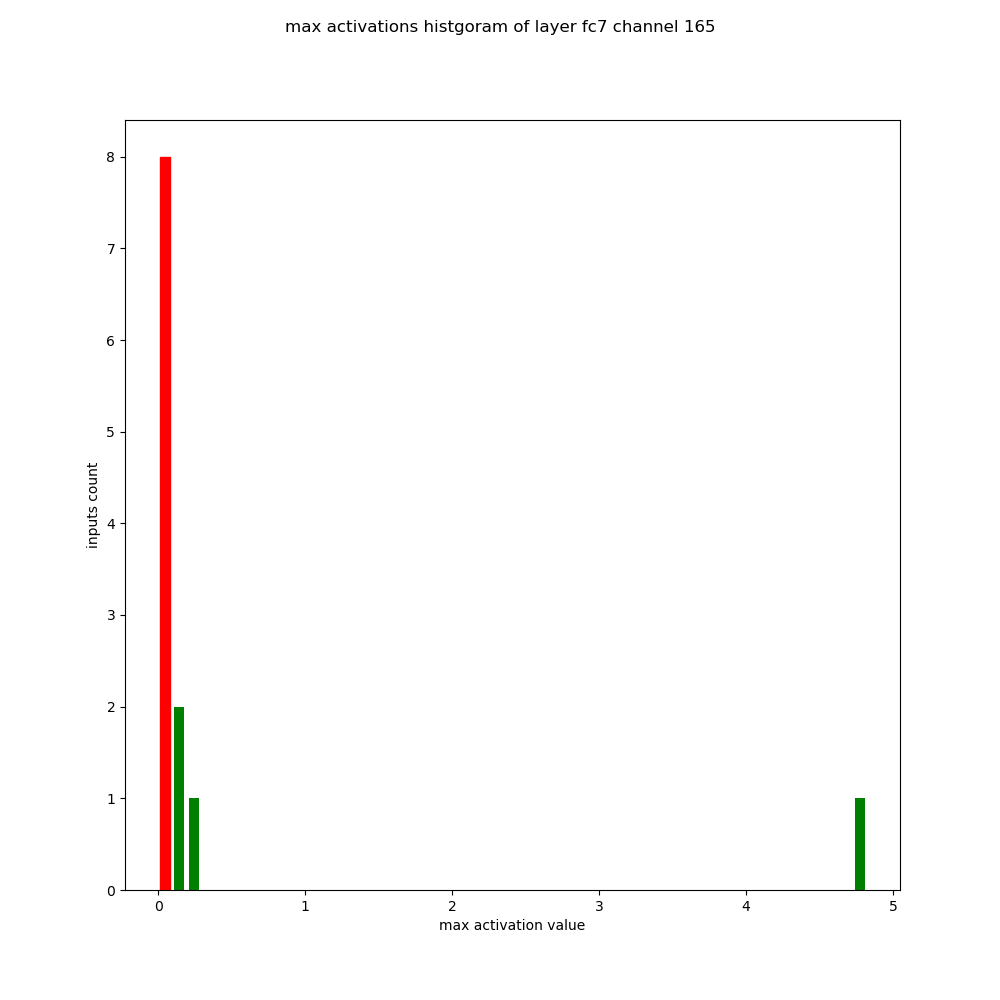 max activations histgoram of layer fc7 channel 165
8
7
6
5
4
3
2
1
0
inputs count
0 1 2 3 4 5
max activation value